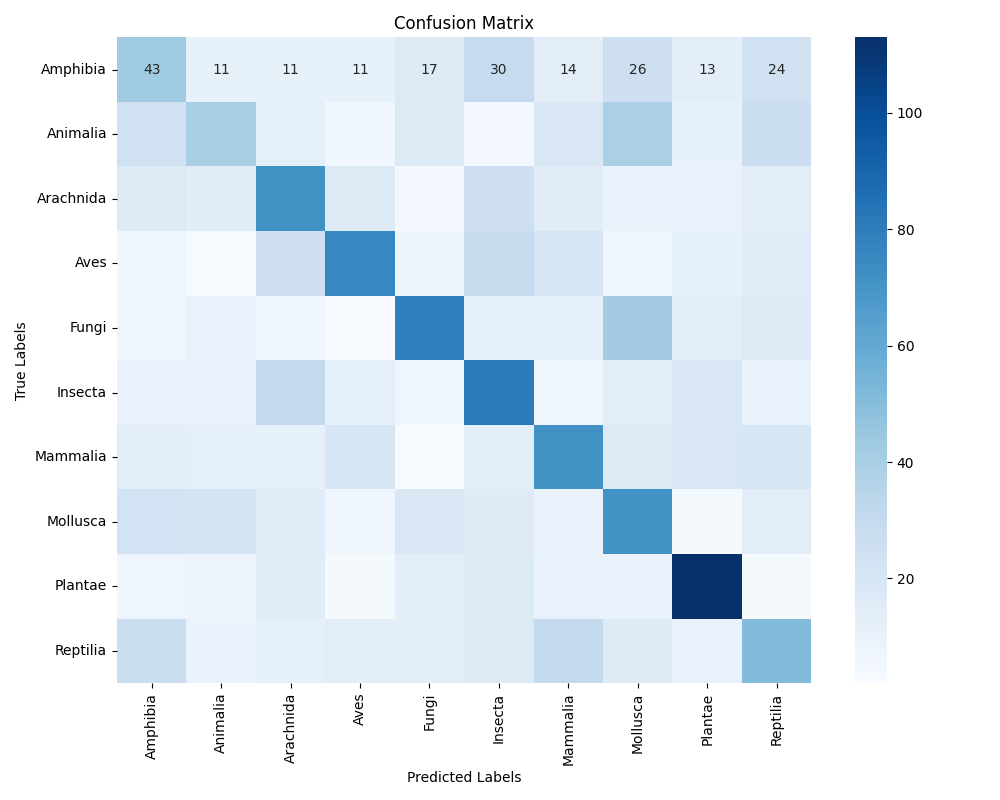 Confusion Matrix
Amphibia 43 11 11 11 17 30 14 26 13 24
Animalia
Arachnida
Aves
Fungi
Insecta
Mammalia
Mollusca
Plantae
Reptilia
True Labels
Amphibia Animalia Arachnida Aves Fungi Insecta Mammalia Mollusca Plantae Reptilia
Predicted Labels
100
80
60
40
20